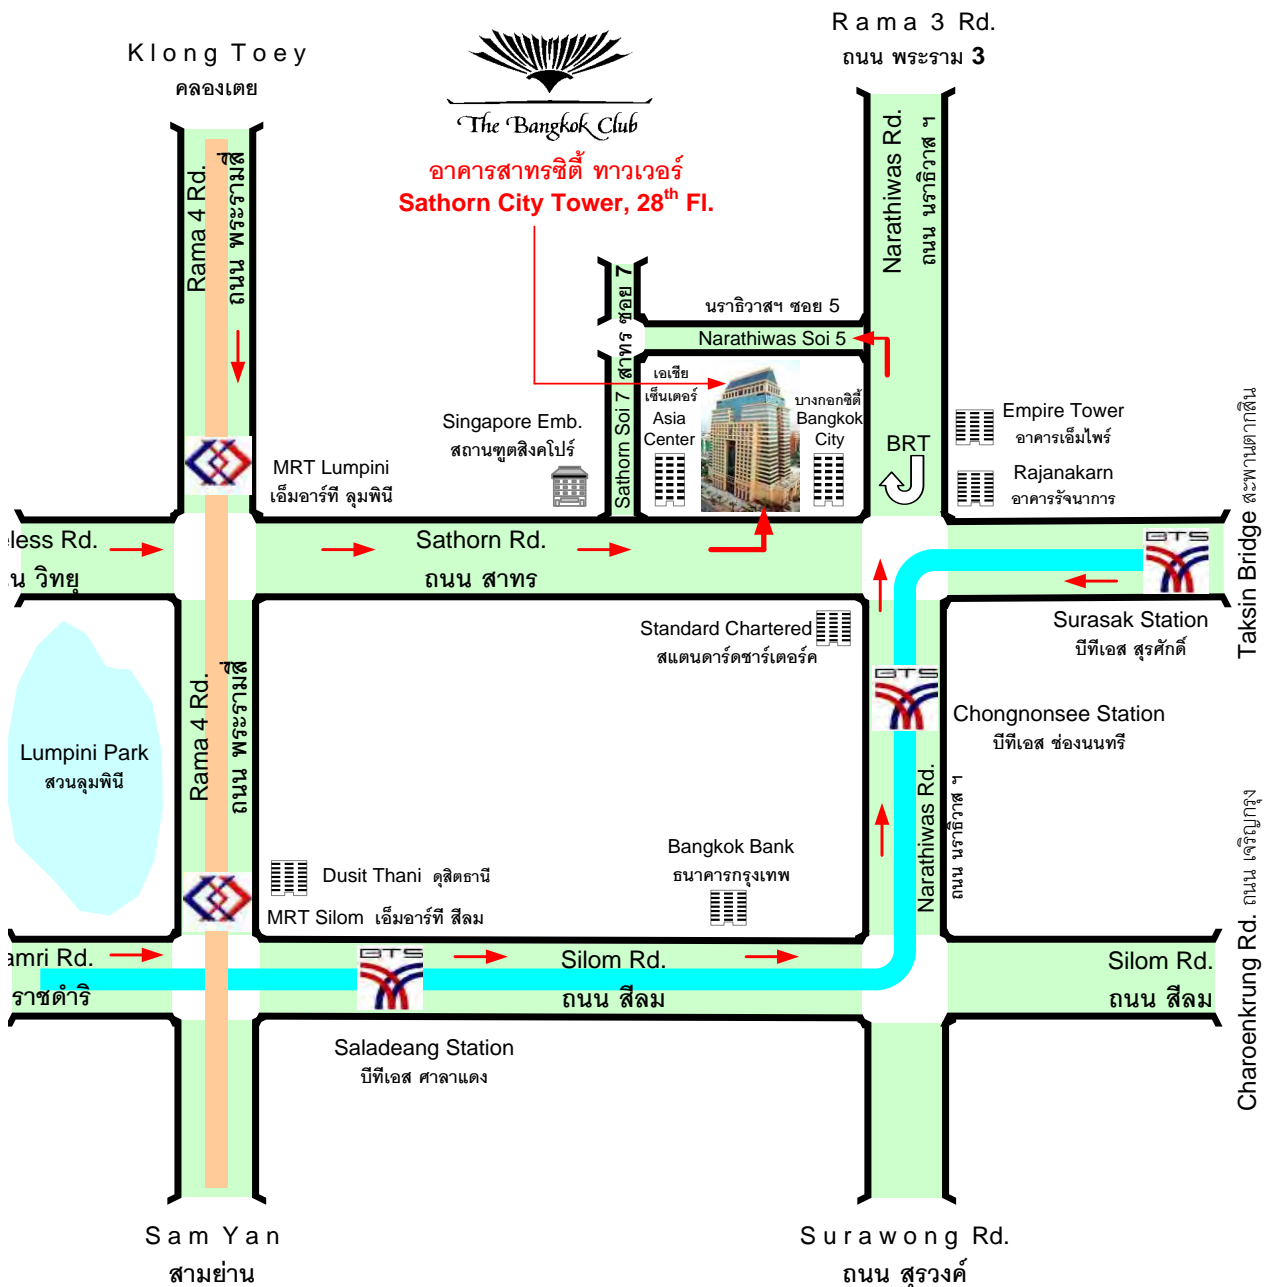 Klong Toey
คลองเตย
The Bangkok Club
อาคารสาทรซิตี้ ทาวเวอร์
Sathorn City Tower, 28th Fl.
Rama 3 Rd.
ถนน พระราม 3
Rama 4 Rd.
ถนน พระรามสี่
Narathiwas Rd.
ถนน นราธิวาส ฯ
นราธิวาสฯ ซอย 5
Narathiwas Soi 5
Sathorn Soi 7 สาทร ซอย 7
เอเชีย
เซ็นเตอร์
Asia
Center
บางกอกซิตี้
Bangkok
City
BRT
Empire Tower
อาคารเอ็มไพร์
Rajanakarn
อาคารรัจนาการ
Singapore Emb.
สถานฑูตสิงคโปร์
MRT Lumpini
เอ็มอาร์ที ลุมพินี
eless Rd.
น วิทยุ
Sathorn Rd.
ถนน สาทร
BTS
Surasak Station
บีทีเอส สุรศักดิ์
Taksin Bridge สะพานตากสิน
Standard Chartered
สแตนดาร์ดชาร์เตอร์ค
BTS
Chongnonsee Station
บีทีเอส ช่องนนทรี
Lumpini Park
สวนลุมพินี
Rama 4 Rd.
ถนน พระรามสี่
Narathiwas Rd.
ถนน นราธิวาส ฯ
Bangkok Bank
ธนาคารกรุงเทพ
Dusit Thani ดุสิตธานี
MRT Silom เอ็มอาร์ที สีลม
amri Rd.
ราชดำริ
BTS
Silom Rd.
ถนน สีลม
Silom Rd.
ถนน สีลม
Charoenkrung Rd. ถนน เจริญกรุง
Saladeang Station
บีทีเอส ศาลาแดง
Sam Yan
สามย่าน
Surawong Rd.
ถนน สุรวงค์